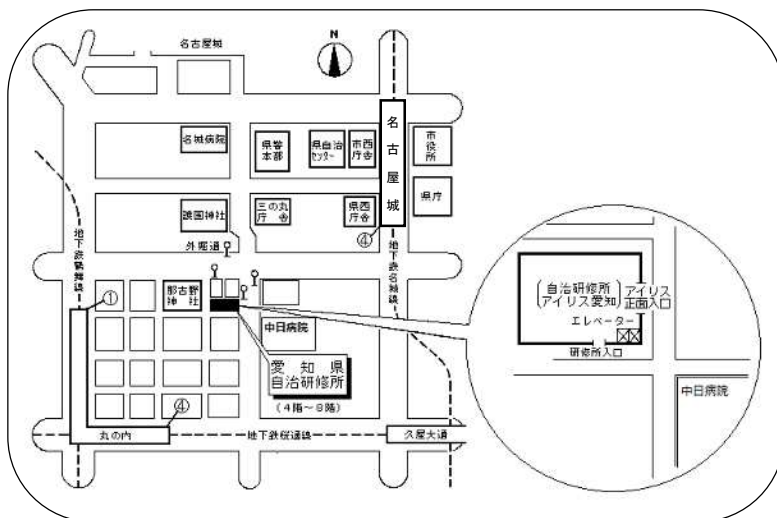 名古屋城
N
名城病院
県警
本部
県自治
センター
市西
庁舎
名古屋城
市役所
県庁
護国神社
三の丸
庁舎
県西
庁舎
④
外堀通
地下鉄鶴舞線
地下鉄名城線
①
那古野
神社
中日病院
愛知県
自治研修所
(4階~8階)
④
丸の内
地下鉄桜通線
久屋大通
自治研修所
アイリス愛知
アイリス
正面入口
エレベーター
研修所入口
中日病院